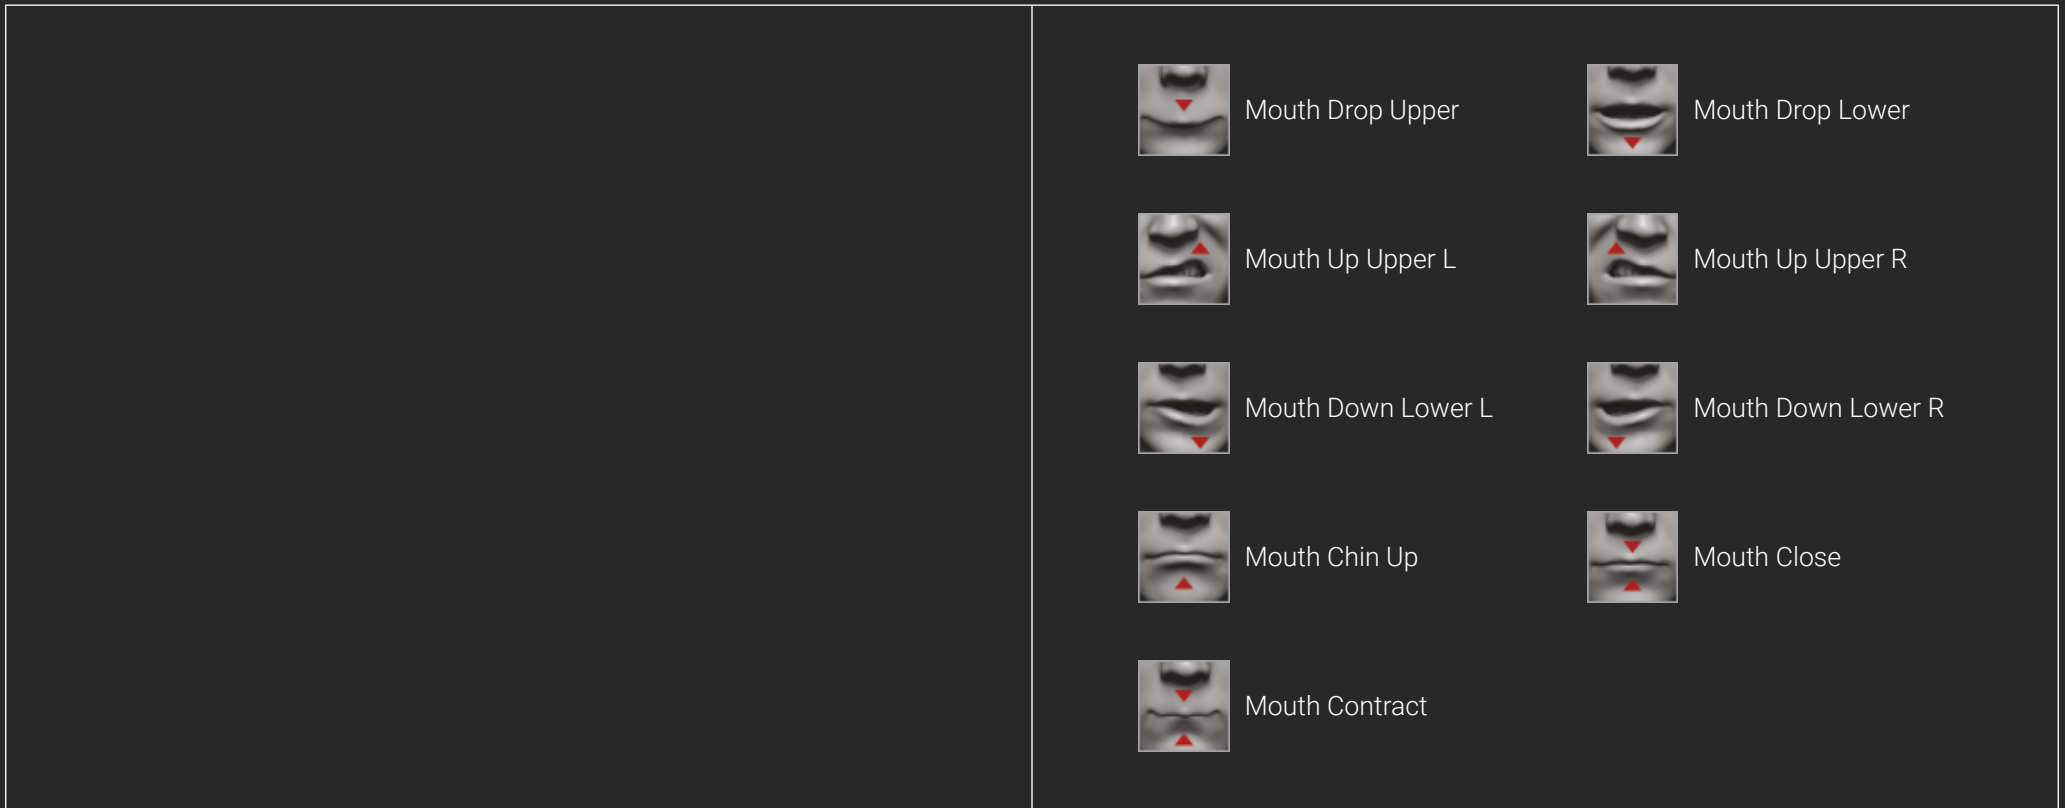 Mouth Drop Upper
Mouth Drop Lower
Mouth Up Upper L
Mouth Up Upper R
Mouth Down Lower L
Mouth Down Lower R
Mouth Chin Up
Mouth Close
Mouth Contract